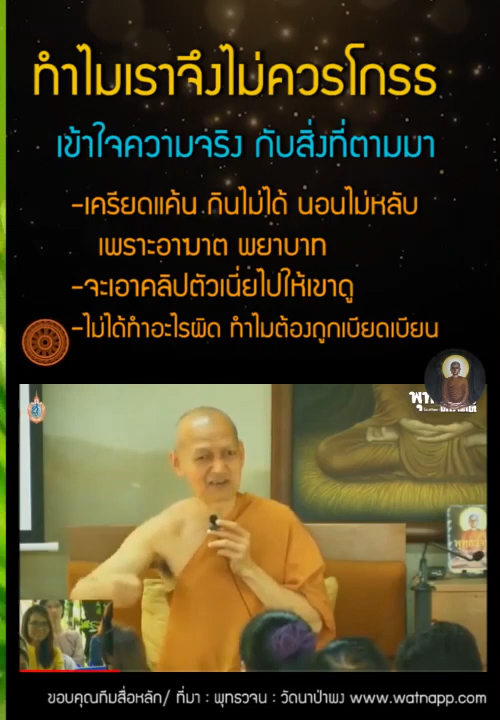 ทำไมเราจึงไม่ควรโกรธ
เข้าใจความจริง กับสิ่งที่ตามมา
-เครียดแค้น กินไม่ได้ นอนไม่หลับ
เพราะอาฆาต พยาบาท
-จะเอาคลิปตัวเนี่ยไปให้เขาดู
-ไม่ได้ทำอะไรผิด ทำไมต้องถูกเบียดเบียน
ขอบคุณทีมสื่อหลัก/ ที่มา : พุทธวจน : วัดนาป่าพง www.watnapp.com